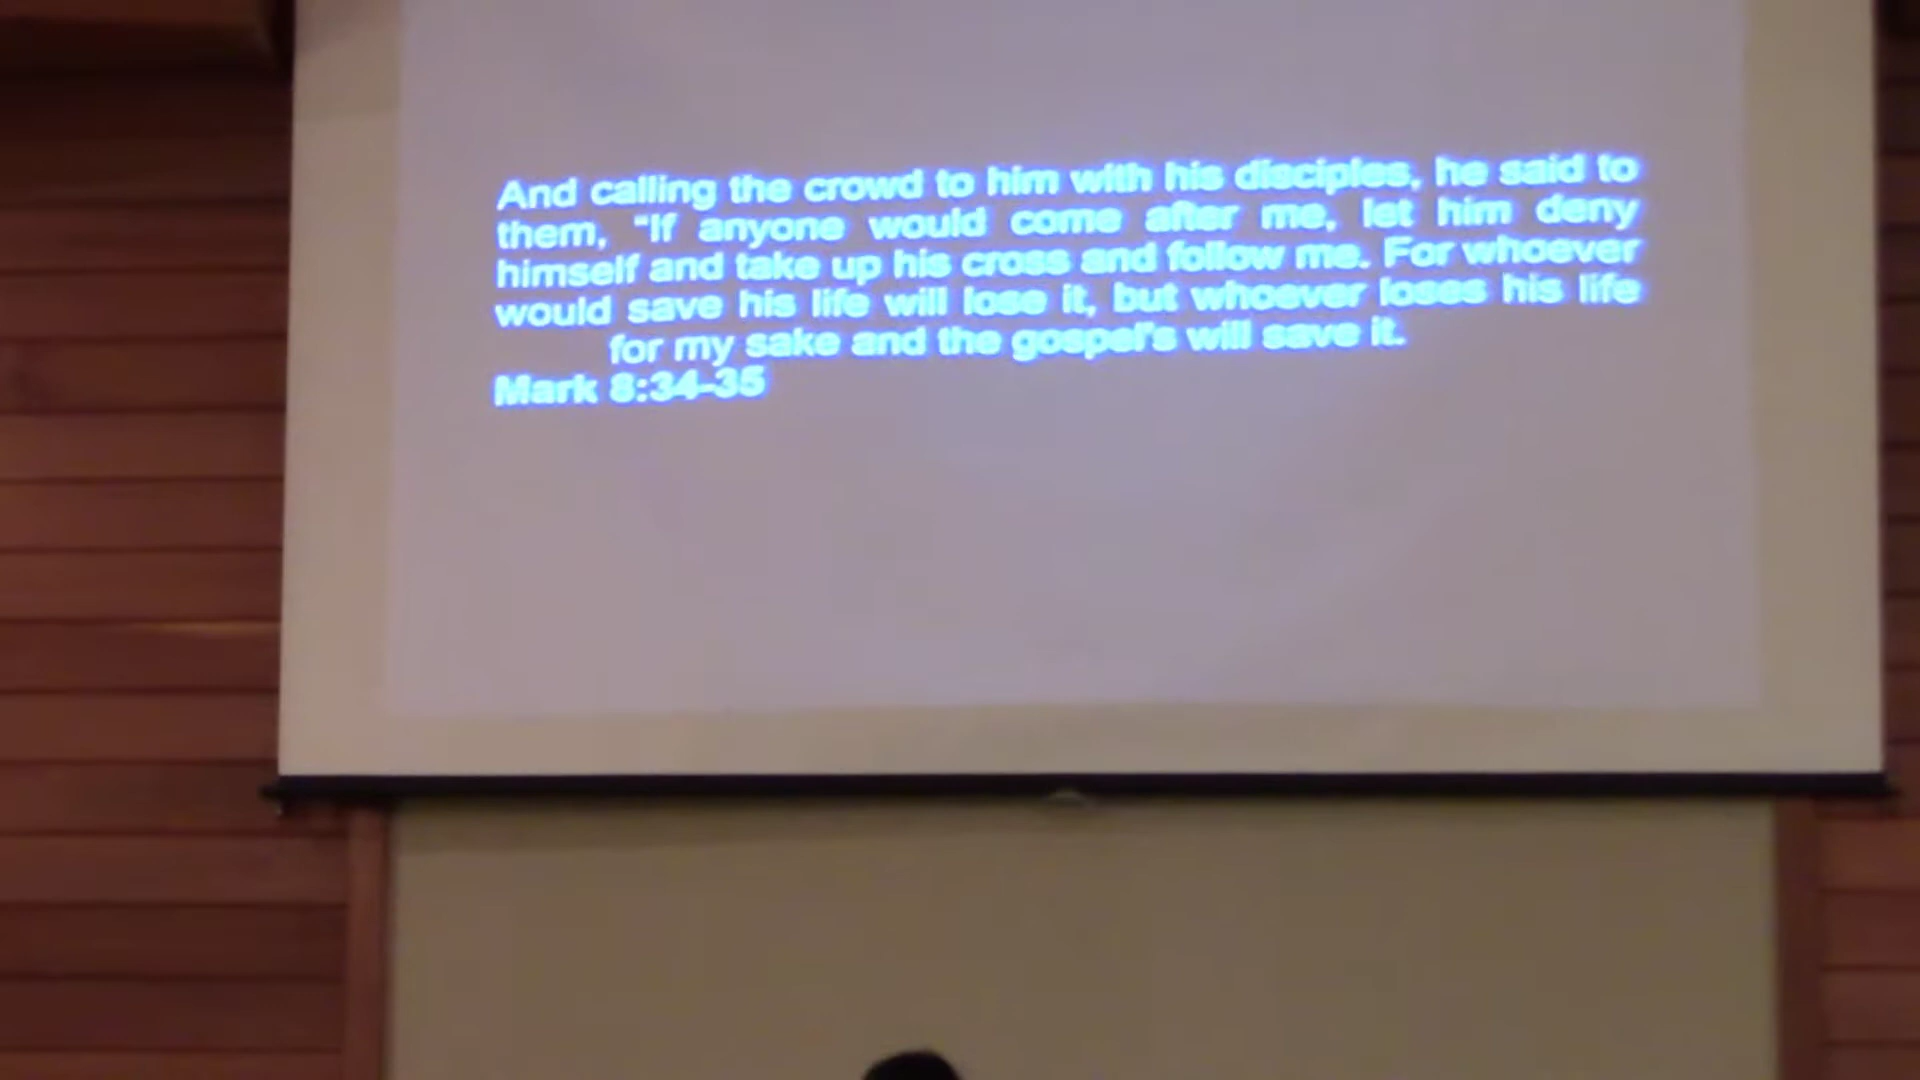 And calling the crowd to him with his disciples, he said to
them, "If anyone would come after me, let him deny
himself and take up his cross and follow me. For whoever
would save his life will lose it, but whoever loses his life
for my sake and the gospel's will save it.
Mark 8:34-35